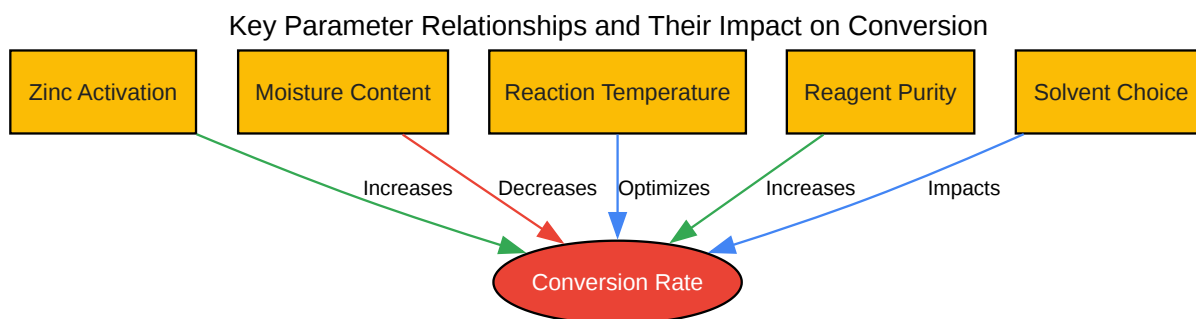 Key Parameter Relationships and Their Impact on Conversion
Zinc Activation
Moisture Content
Reaction Temperature
Reagent Purity
Solvent Choice
Increases
Decreases
Optimizes
Increases
Impacts
Conversion Rate